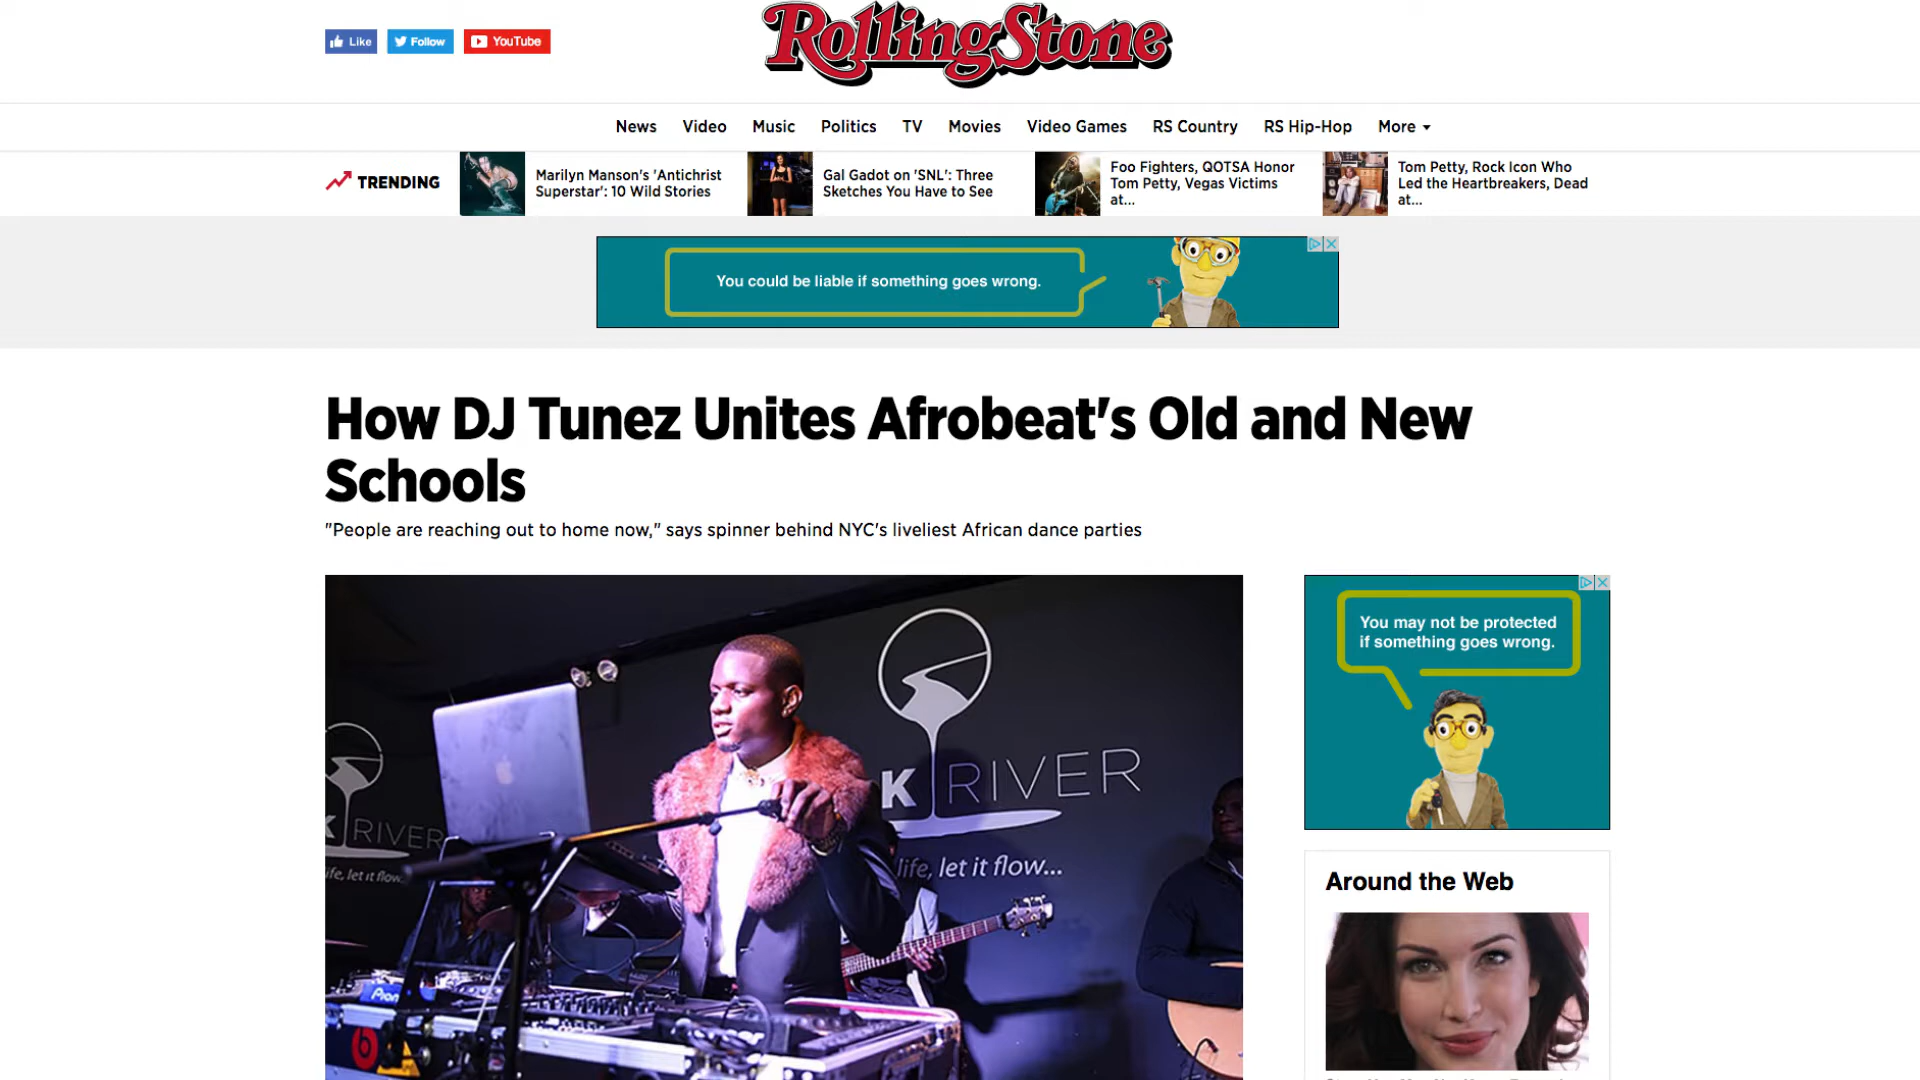 Like
Follow
YouTube
RollingStone
News
Video
Music
Politics
TV
Movies
Video Games
RS Country
RS Hip-Hop
More
TRENDING
Marilyn Manson's 'Antichrist
Superstar': 10 Wild Stories
Gal Gadot on 'SNL': Three
Sketches You Have to See
Foo Fighters, QOTSA Honor
Tom Petty, Vegas Victims
at...
Tom Petty, Rock Icon Who
Led the Heartbreakers, Dead
at...
You could be liable if something goes wrong.
How DJ Tunez Unites Afrobeat's Old and New
Schools
"People are reaching out to home now," says spinner behind NYC's liveliest African dance parties
K RIVER
life, let it flow...
K RIVER
ife, let it flow...
You may not be protected
if something goes wrong.
Around the Web